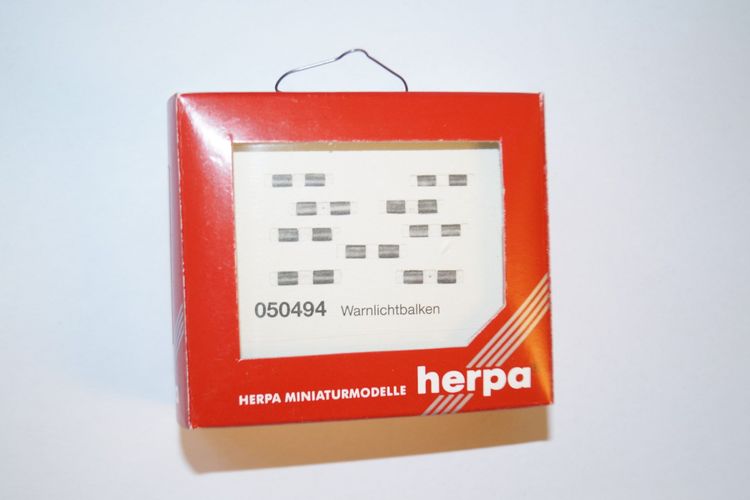 050494 Warnlichtbalken
HERPA MINIATURMODELLE herpa